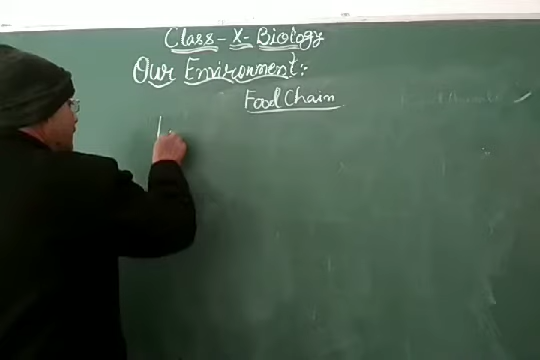 Class - X - Biology
Our Environment :-
Food Chain